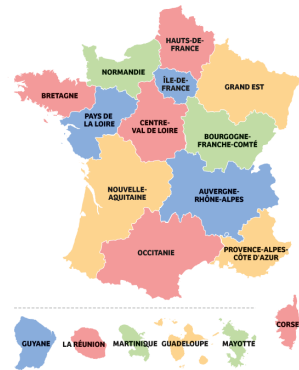 HAUTS-DE-
FRANCE
NORMANDIE
ÎLE-DE-
FRANCE
GRAND EST
BRETAGNE
PAYS DE
LA LOIRE
CENTRE-
VAL DE LOIRE
BOURGOGNE-
FRANCHE-COMTÉ
NOUVELLE-
AQUITAINE
AUVERGNE-
RHÔNE-ALPES
OCCITANIE
PROVENCE-ALPES-
CÔTE D'AZUR
CORSE
GUYANE
LA RÉUNION
MARTINIQUE
GUADELOUPE
MAYOTTE